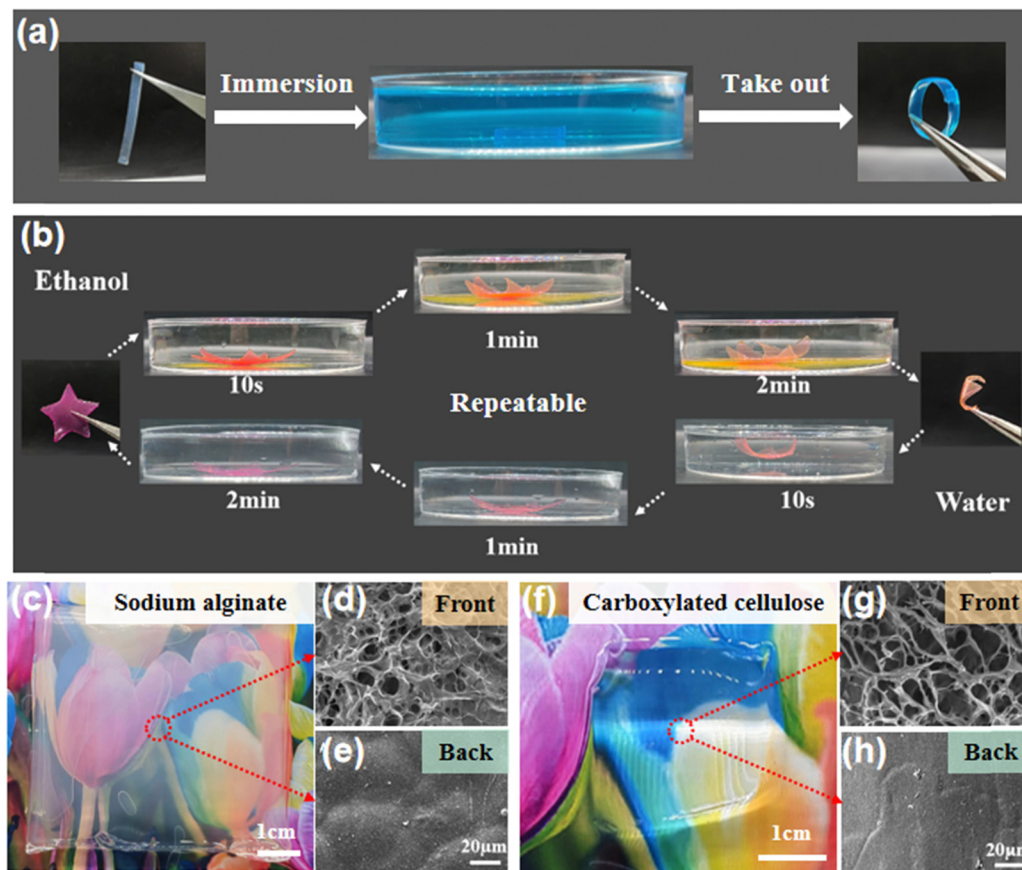 (a)
Immersion
Take out
(b)
Ethanol
10s
1min
2min
Repeatable
2min
1min
10s
Water
(c)
Sodium alginate
1cm
(d)
Front
(e)
Back
20μm
(f)
Carboxylated cellulose
1cm
(g)
Front
(h)
Back
20μm